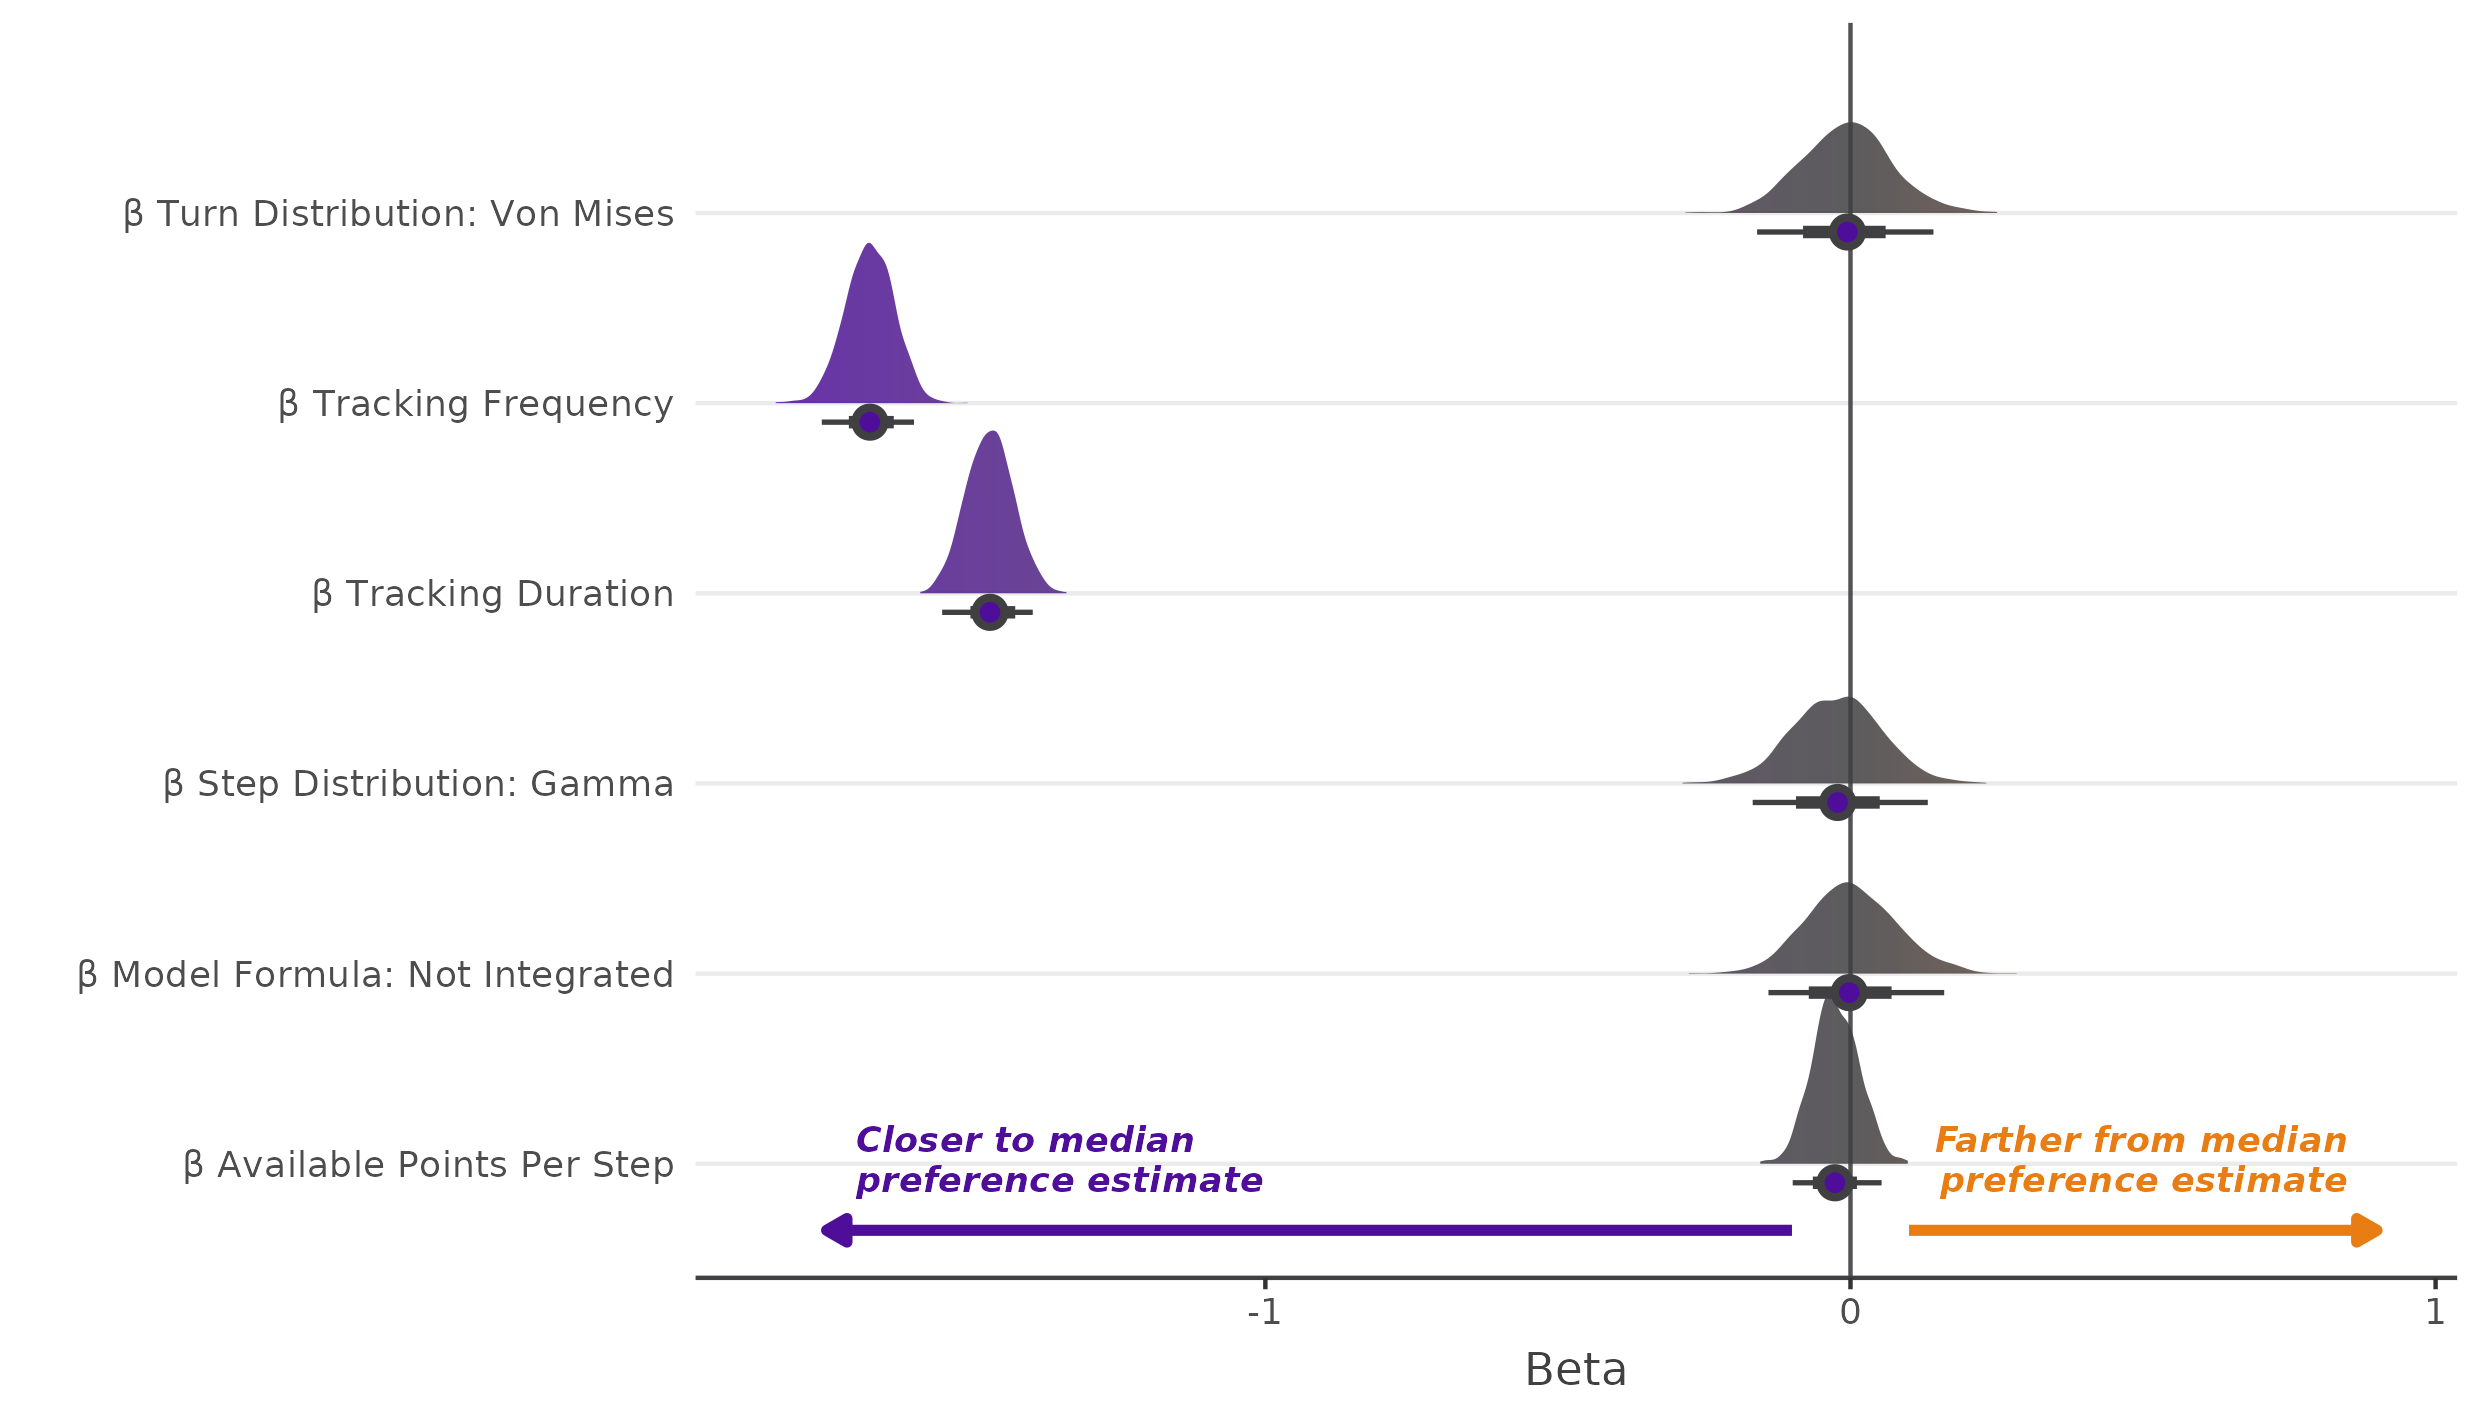 β Turn Distribution: Von Mises
β Tracking Frequency
β Tracking Duration
β Step Distribution: Gamma
β Model Formula: Not Integrated
β Available Points Per Step
Closer to median
preference estimate
Farther from median
preference estimate
-1
0
1
Beta